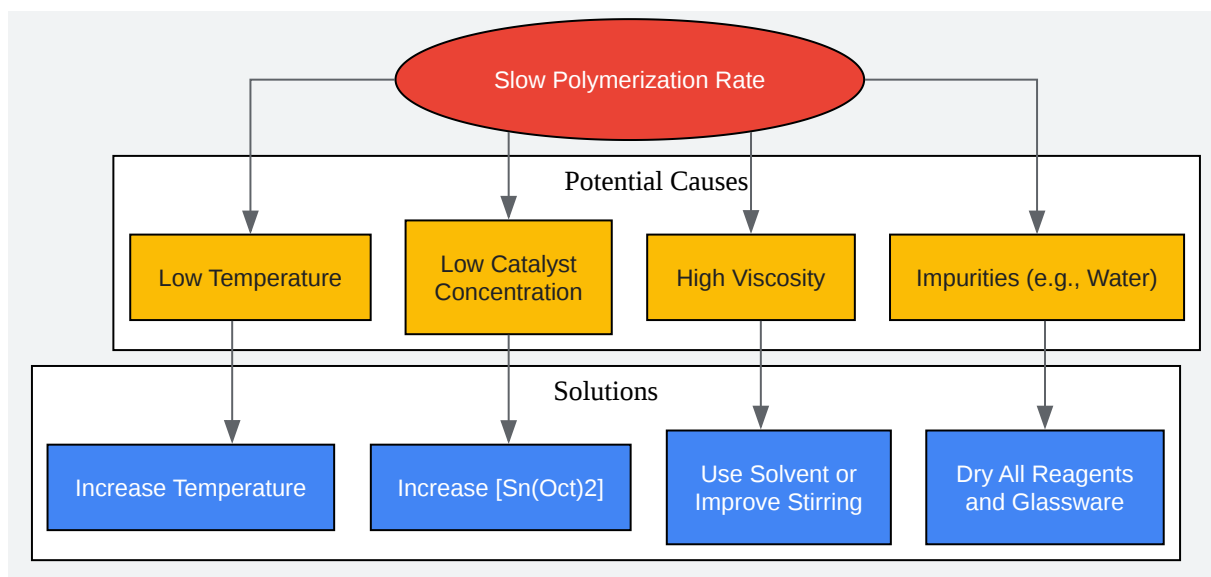 Slow Polymerization Rate
Potential Causes
Low Temperature
Low Catalyst
Concentration
High Viscosity
Impurities (e.g., Water)
Solutions
Increase Temperature
Increase [Sn(Oct)2]
Use Solvent or
Improve Stirring
Dry All Reagents
and Glassware